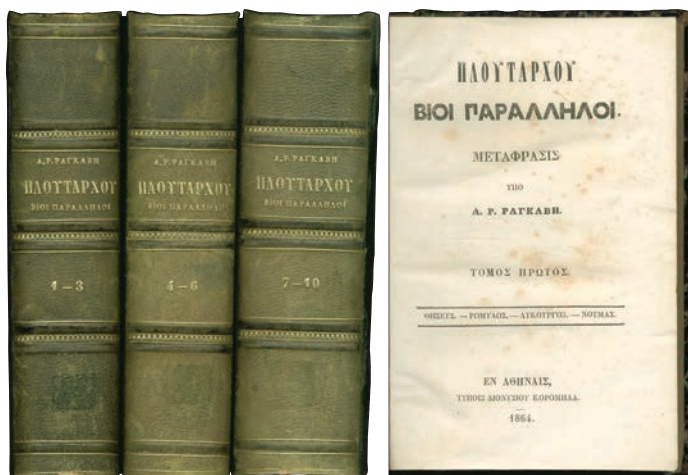 Α.Ρ. ΡΑΓΚΑΒΗ
ΠΛΟΥΤΑΡΧΟΥ
ΒΙΟΙ ΠΑΡΑΛΛΗΛΟΙ
1–3
Α.Ρ. ΡΑΓΚΑΒΗ
ΠΛΟΥΤΑΡΧΟΥ
ΒΙΟΙ ΠΑΡΑΛΛΗΛΟΙ
4–6
Α.Ρ. ΡΑΓΚΑΒΗ
ΠΛΟΥΤΑΡΧΟΥ
ΒΙΟΙ ΠΑΡΑΛΛΗΛΟΙ
7–10
ΠΛΟΥΤΑΡΧΟΥ
ΒΙΟΙ ΠΑΡΑΛΛΗΛΟΙ.
ΜΕΤΑΦΡΑΣΙΣ
ΥΠΟ
Α. Ρ. ΡΑΓΚΑΒΗ.
ΤΟΜΟΣ ΠΡΩΤΟΣ.
ΘΗΣΕΥΣ. — ΡΩΜΥΛΟΣ. — ΛΥΚΟΥΡΓΟΣ. — ΝΟΥΜΑΣ.
ΕΝ ΑΘΗΝΑΙΣ,
ΤΥΠΟΙΣ ΔΙΟΝΥΣΙΟΥ ΚΟΡΟΜΗΛΑ.
1864.